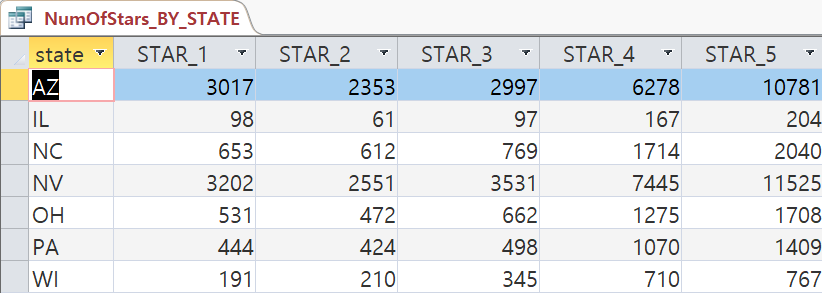 NumOfStars_BY_STATE
state STAR_1 STAR_2 STAR_3 STAR_4 STAR_5
AZ 3017 2353 2997 6278 10781
IL 98 61 97 167 204
NC 653 612 769 1714 2040
NV 3202 2551 3531 7445 11525
OH 531 472 662 1275 1708
PA 444 424 498 1070 1409
WI 191 210 345 710 767